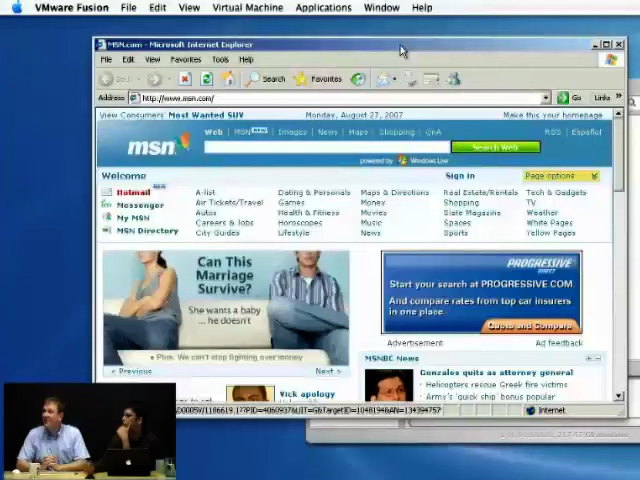 VMware Fusion File Edit View Virtual Machine Applications Window Help
MSN.com - Microsoft Internet Explorer
File Edit View Favorites Tools Help
Back Search Favorites
Address http://www.msn.com/ Go Links »
View Consumers' Most Wanted SUV Monday, August 27, 2007 Make this your homepage
Web MSN Images News Maps Shopping QnA RSS Español
msn Search Web
powered by Windows Live
Welcome Sign in Page options
Hotmail A-list Dating & Personals Maps & Directions Real Estate/Rentals Tech & Gadgets
Messenger Air Tickets/Travel Games Money Shopping TV
My MSN Autos Health & Fitness Movies Slate Magazine Weather
Careers & Jobs Horoscopes Music Spaces White Pages
MSN Directory City Guides Lifestyle News Sports Yellow Pages
Can This
Marriage
Survive?
She wants a baby
... he doesn't
• Plus: We can't stop fighting over money
‹ Previous Next ›
PROGRESSIVE
DIRECT
Start your search at PROGRESSIVE.COM
And compare rates from top car insurers
in one place.
Quote and Compare
Advertisement Ad feedback
MSNBC News
Gonzales quits as attorney general
• Helicopters rescue Greek fire victims
• Army's 'quick ship' bonus popular
Vick apology
Internet